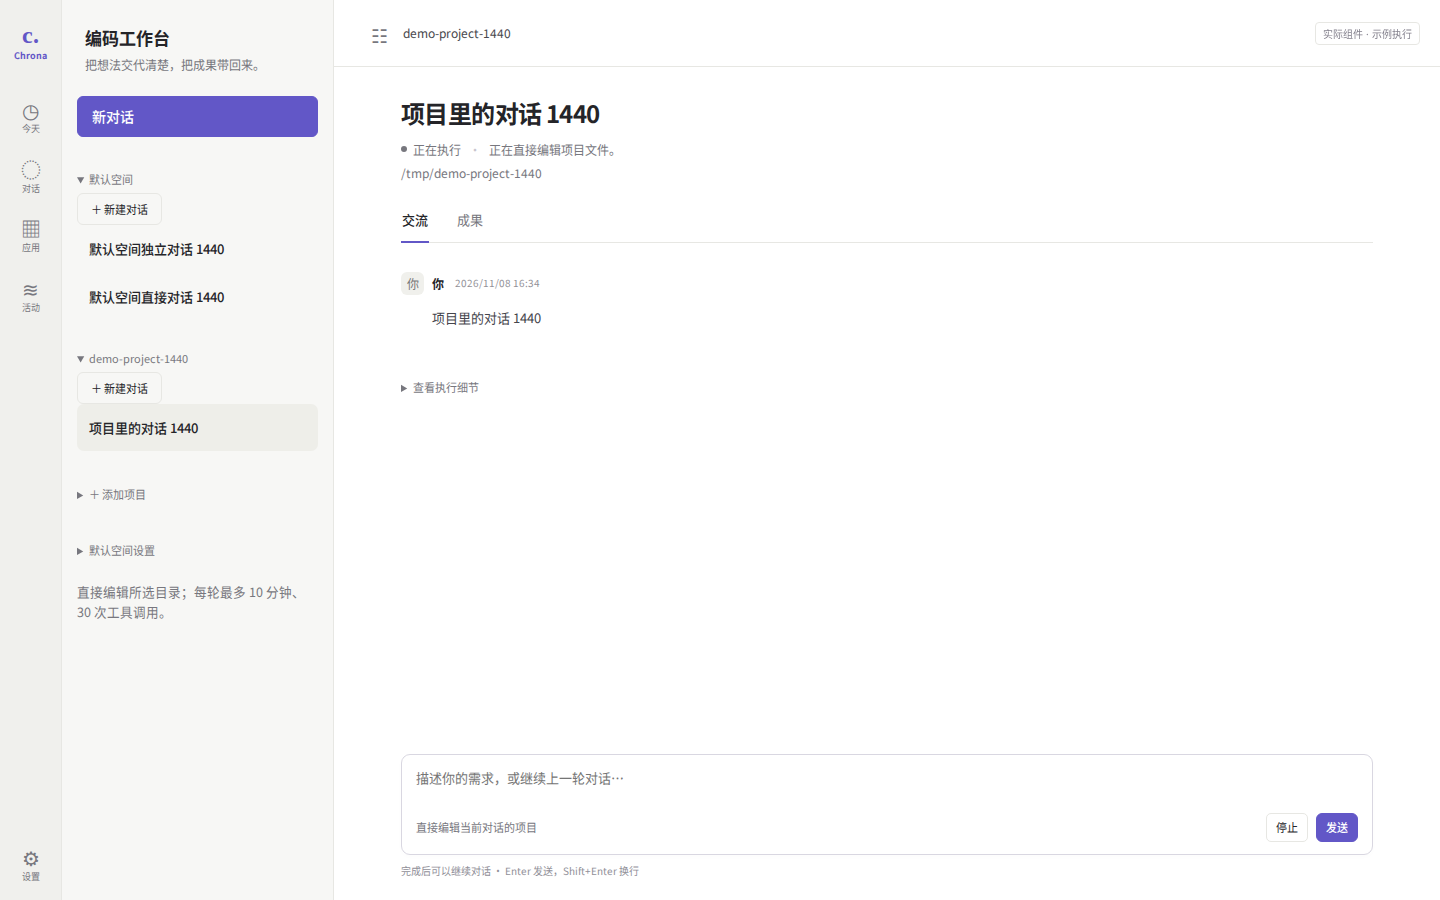 c.
Chrona
今天
对话
应用
活动
设置
编码工作台
把想法交代清楚，把成果带回来。
新对话
默认空间
＋ 新建对话
默认空间独立对话 1440
默认空间直接对话 1440
demo-project-1440
＋ 新建对话
项目里的对话 1440
＋ 添加项目
默认空间设置
直接编辑所选目录；每轮最多 10 分钟、
30 次工具调用。
demo-project-1440
实际组件 · 示例执行
项目里的对话 1440
正在执行 · 正在直接编辑项目文件。
/tmp/demo-project-1440
交流 成果
你 你 2026/11/08 16:34
项目里的对话 1440
查看执行细节
描述你的需求，或继续上一轮对话…
直接编辑当前对话的项目
停止 发送
完成后可以继续对话 · Enter 发送，Shift+Enter 换行